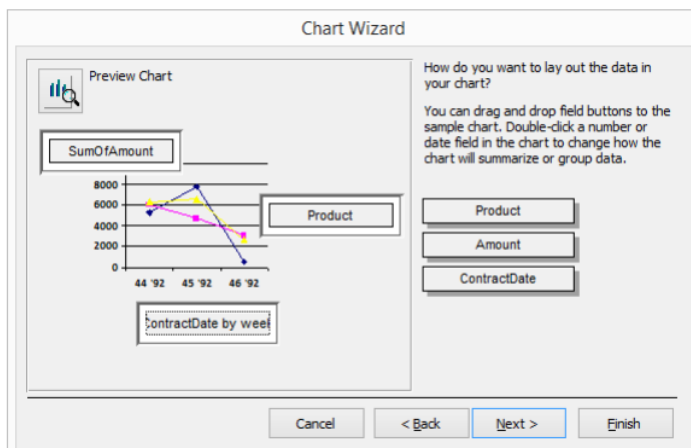 Chart Wizard
Preview Chart
How do you want to lay out the data in
your chart?
You can drag and drop field buttons to the
sample chart. Double-click a number or
date field in the chart to change how the
chart will summarize or group data.
SumOfAmount
8000
6000
4000
2000
0
44 '92 45 '92 46 '92
Product
ContractDate by week
Product
Amount
ContractDate
Cancel
< Back
Next >
Finish